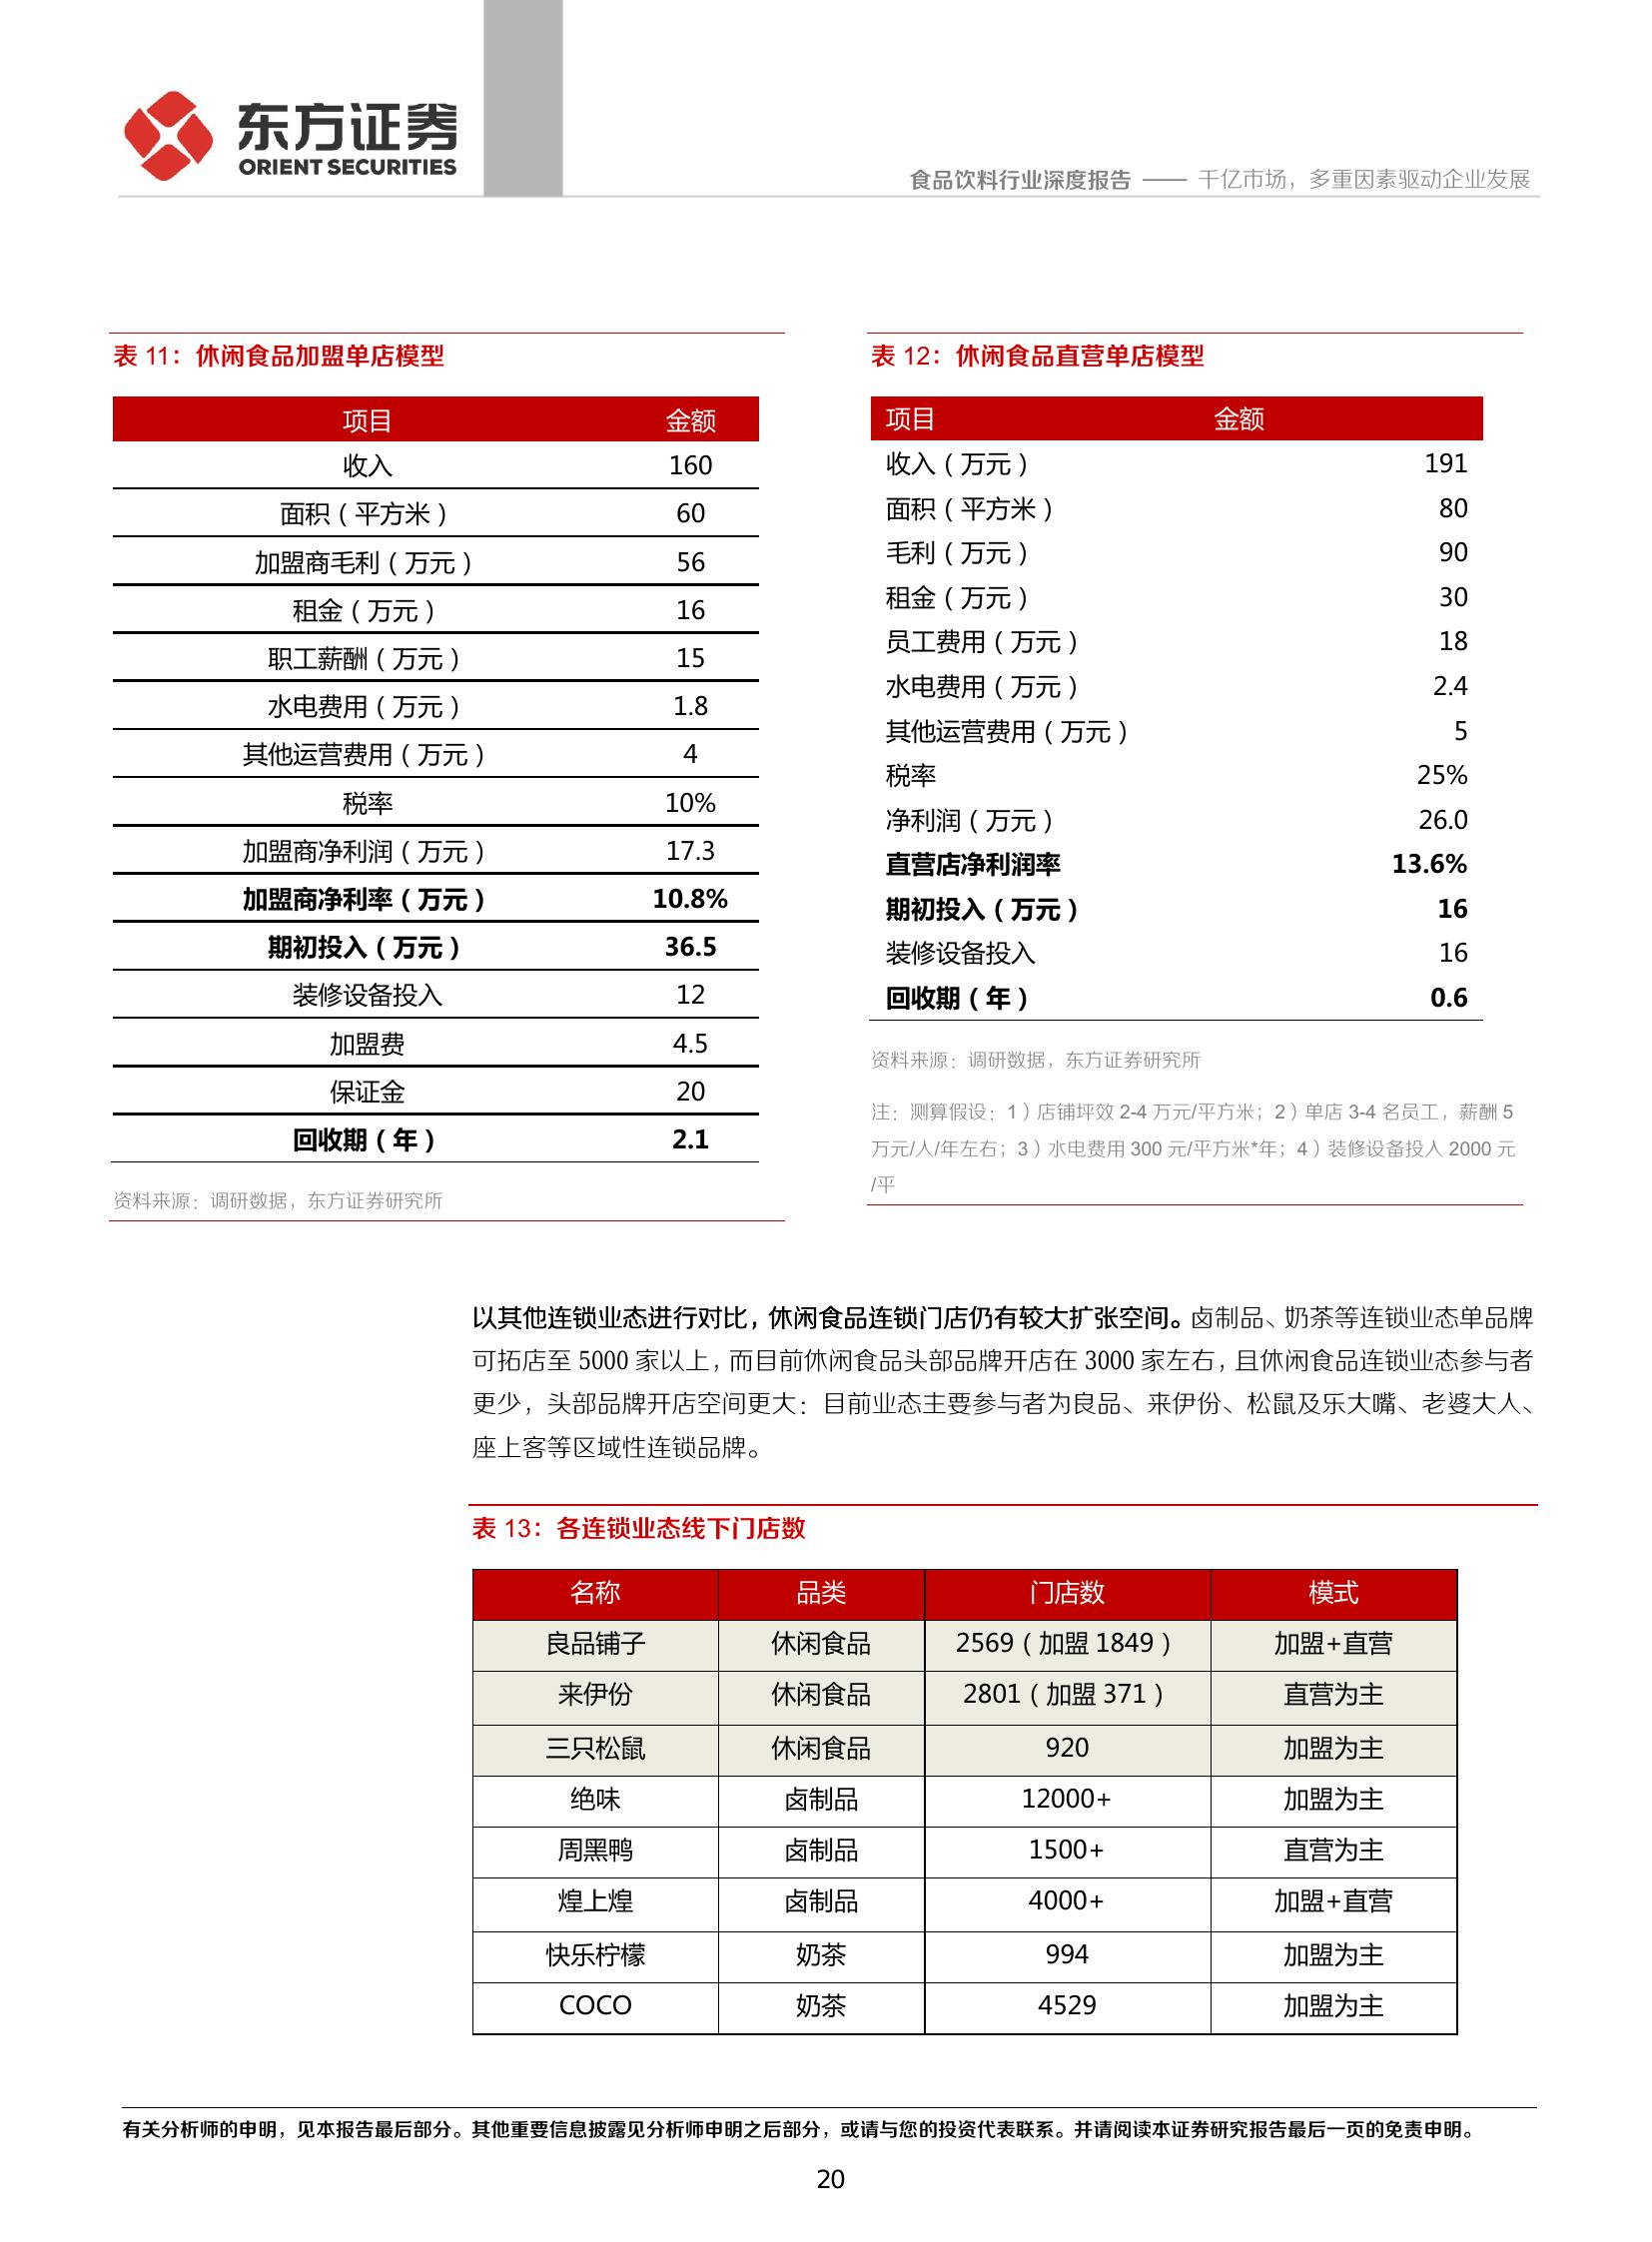 东方证券
ORIENT SECURITIES
食品饮料行业深度报告 —— 千亿市场，多重因素驱动企业发展
表 11：休闲食品加盟单店模型
项目 金额
收入 160
面积（平方米） 60
加盟商毛利（万元） 56
租金（万元） 16
职工薪酬（万元） 15
水电费用（万元） 1.8
其他运营费用（万元） 4
税率 10%
加盟商净利润（万元） 17.3
加盟商净利率（万元） 10.8%
期初投入（万元） 36.5
装修设备投入 12
加盟费 4.5
保证金 20
回收期（年） 2.1
资料来源：调研数据，东方证券研究所
表 12：休闲食品直营单店模型
项目 金额
收入（万元） 191
面积（平方米） 80
毛利（万元） 90
租金（万元） 30
员工费用（万元） 18
水电费用（万元） 2.4
其他运营费用（万元） 5
税率 25%
净利润（万元） 26.0
直营店净利润率 13.6%
期初投入（万元） 16
装修设备投入 16
回收期（年） 0.6
资料来源：调研数据，东方证券研究所
注：测算假设：1）店铺坪效 2-4 万元/平方米；2）单店 3-4 名员工，薪酬 5
万元/人/年左右；3）水电费用 300 元/平方米*年；4）装修设备投入 2000 元
/平
以其他连锁业态进行对比，休闲食品连锁门店仍有较大扩张空间。卤制品、奶茶等连锁业态单品牌
可拓店至 5000 家以上，而目前休闲食品头部品牌开店在 3000 家左右，且休闲食品连锁业态参与者
更少，头部品牌开店空间更大：目前业态主要参与者为良品、来伊份、松鼠及乐大嘴、老婆大人、
座上客等区域性连锁品牌。
表 13：各连锁业态线下门店数
名称 品类 门店数 模式
良品铺子 休闲食品 2569（加盟 1849） 加盟+直营
来伊份 休闲食品 2801（加盟 371） 直营为主
三只松鼠 休闲食品 920 加盟为主
绝味 卤制品 12000+ 加盟为主
周黑鸭 卤制品 1500+ 直营为主
煌上煌 卤制品 4000+ 加盟+直营
快乐柠檬 奶茶 994 加盟为主
COCO 奶茶 4529 加盟为主
有关分析师的申明，见本报告最后部分。其他重要信息披露见分析师申明之后部分，或请与您的投资代表联系。并请阅读本证券研究报告最后一页的免责申明。
20